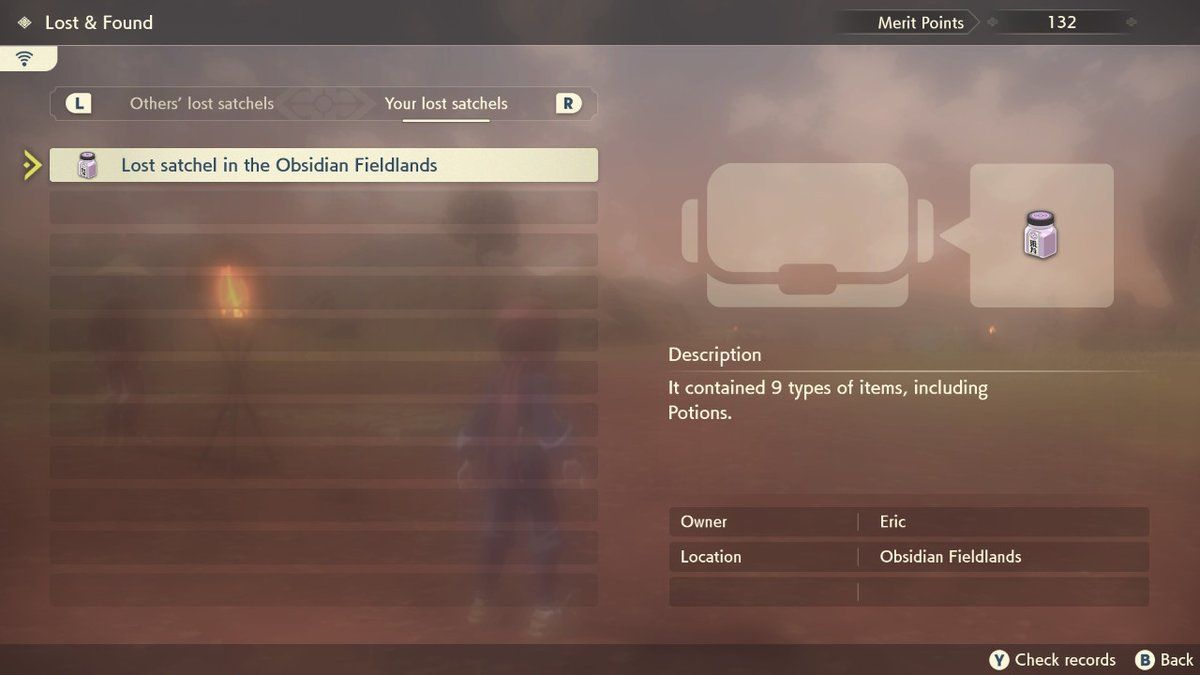 Lost & Found
Merit Points 132
L Others' lost satchels Your lost satchels R
Lost satchel in the Obsidian Fieldlands
Description
It contained 9 types of items, including
Potions.
Owner Eric
Location Obsidian Fieldlands
Y Check records B Back